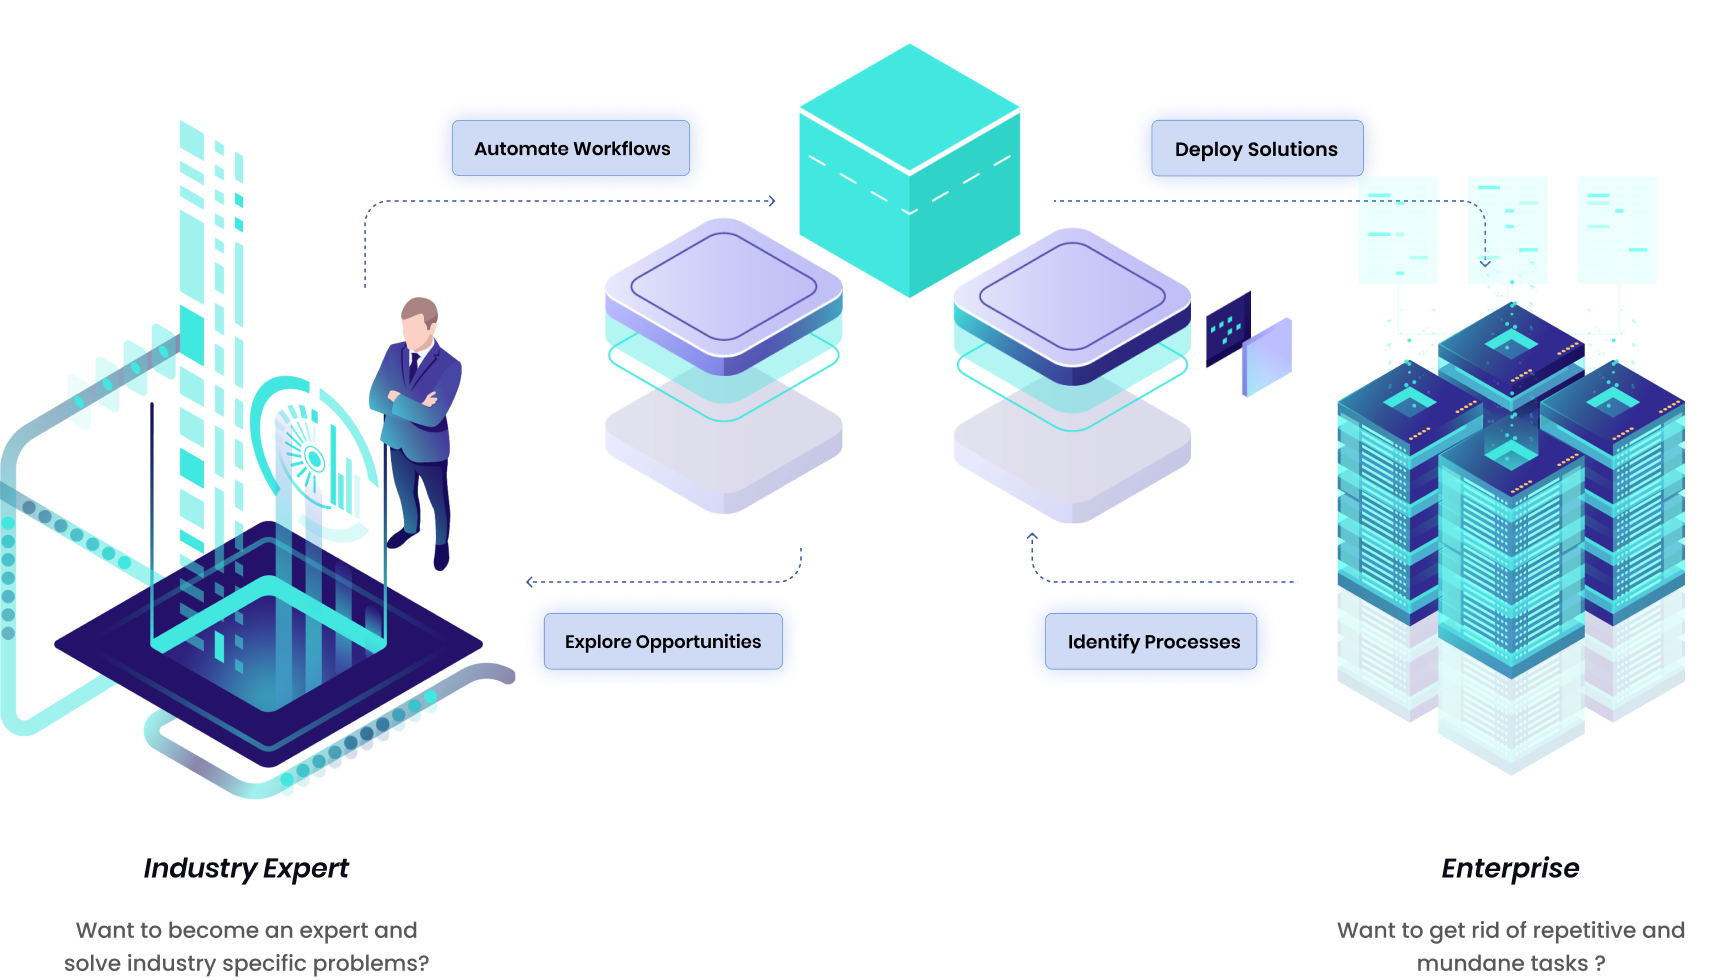 Automate Workflows
Deploy Solutions
Explore Opportunities
Identify Processes
Industry Expert
Want to become an expert and
solve industry specific problems?
Enterprise
Want to get rid of repetitive and
mundane tasks ?